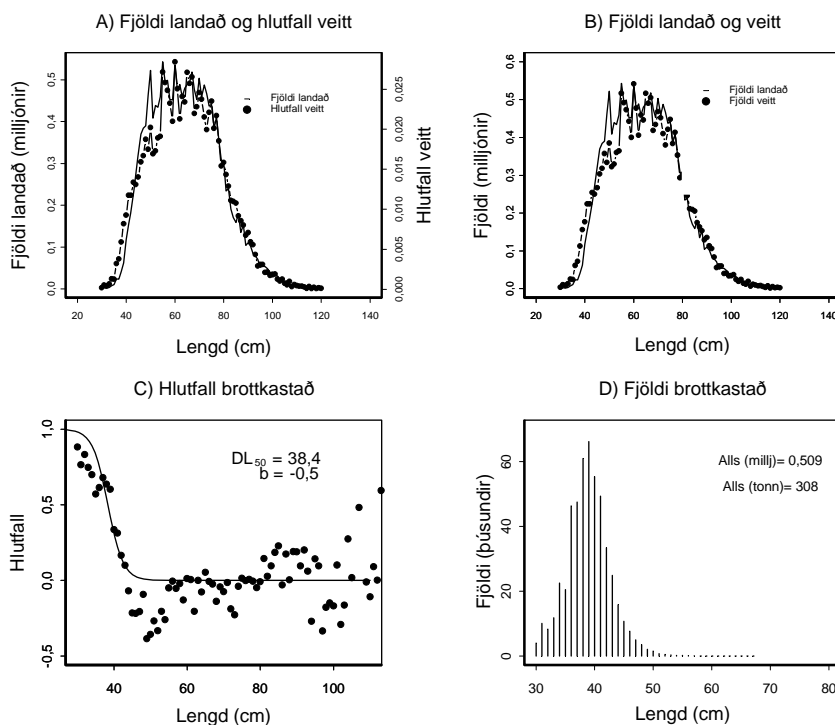 A) Fjöldi landað og hlutfall veitt
Fjöldi landað (milljónir)
0,5
0,4
0,3
0,2
0,1
0,0
Fjöldi landað
Hlutfall veitt
0.025
0.020
0.015
0.010
0.005
0.000
Hlutfall veitt
20 40 60 80 100 120 140
Lengd (cm)
B) Fjöldi landað og veitt
Fjöldi (milljónir)
0,6
0,5
0,4
0,3
0,2
0,1
0,0
Fjöldi landað
Fjöldi veitt
20 40 60 80 100 120 140
Lengd (cm)
C) Hlutfall brottkastað
Hlutfall
1,0
0,5
0,0
-0,5
DL50 = 38,4
b = -0,5
40 60 80 100
Lengd (cm)
D) Fjöldi brottkastað
Fjöldi (þúsundir)
60
40
20
0
Alls (millj)= 0,509
Alls (tonn)= 308
30 40 50 60 70 80
Lengd (cm)